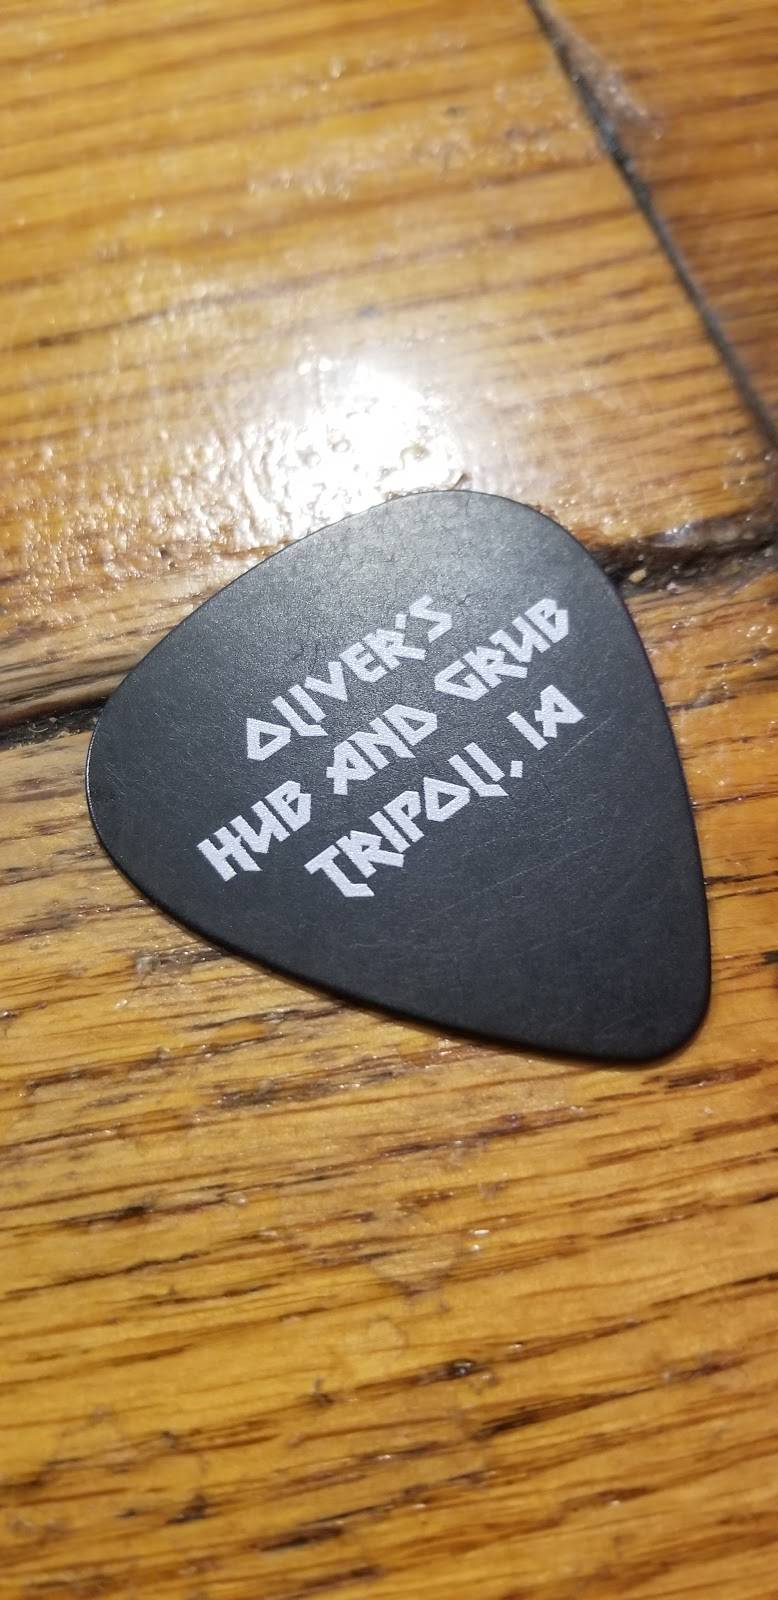 OLIVER'S
HUB AND GRUB
TRIPOLI, IA